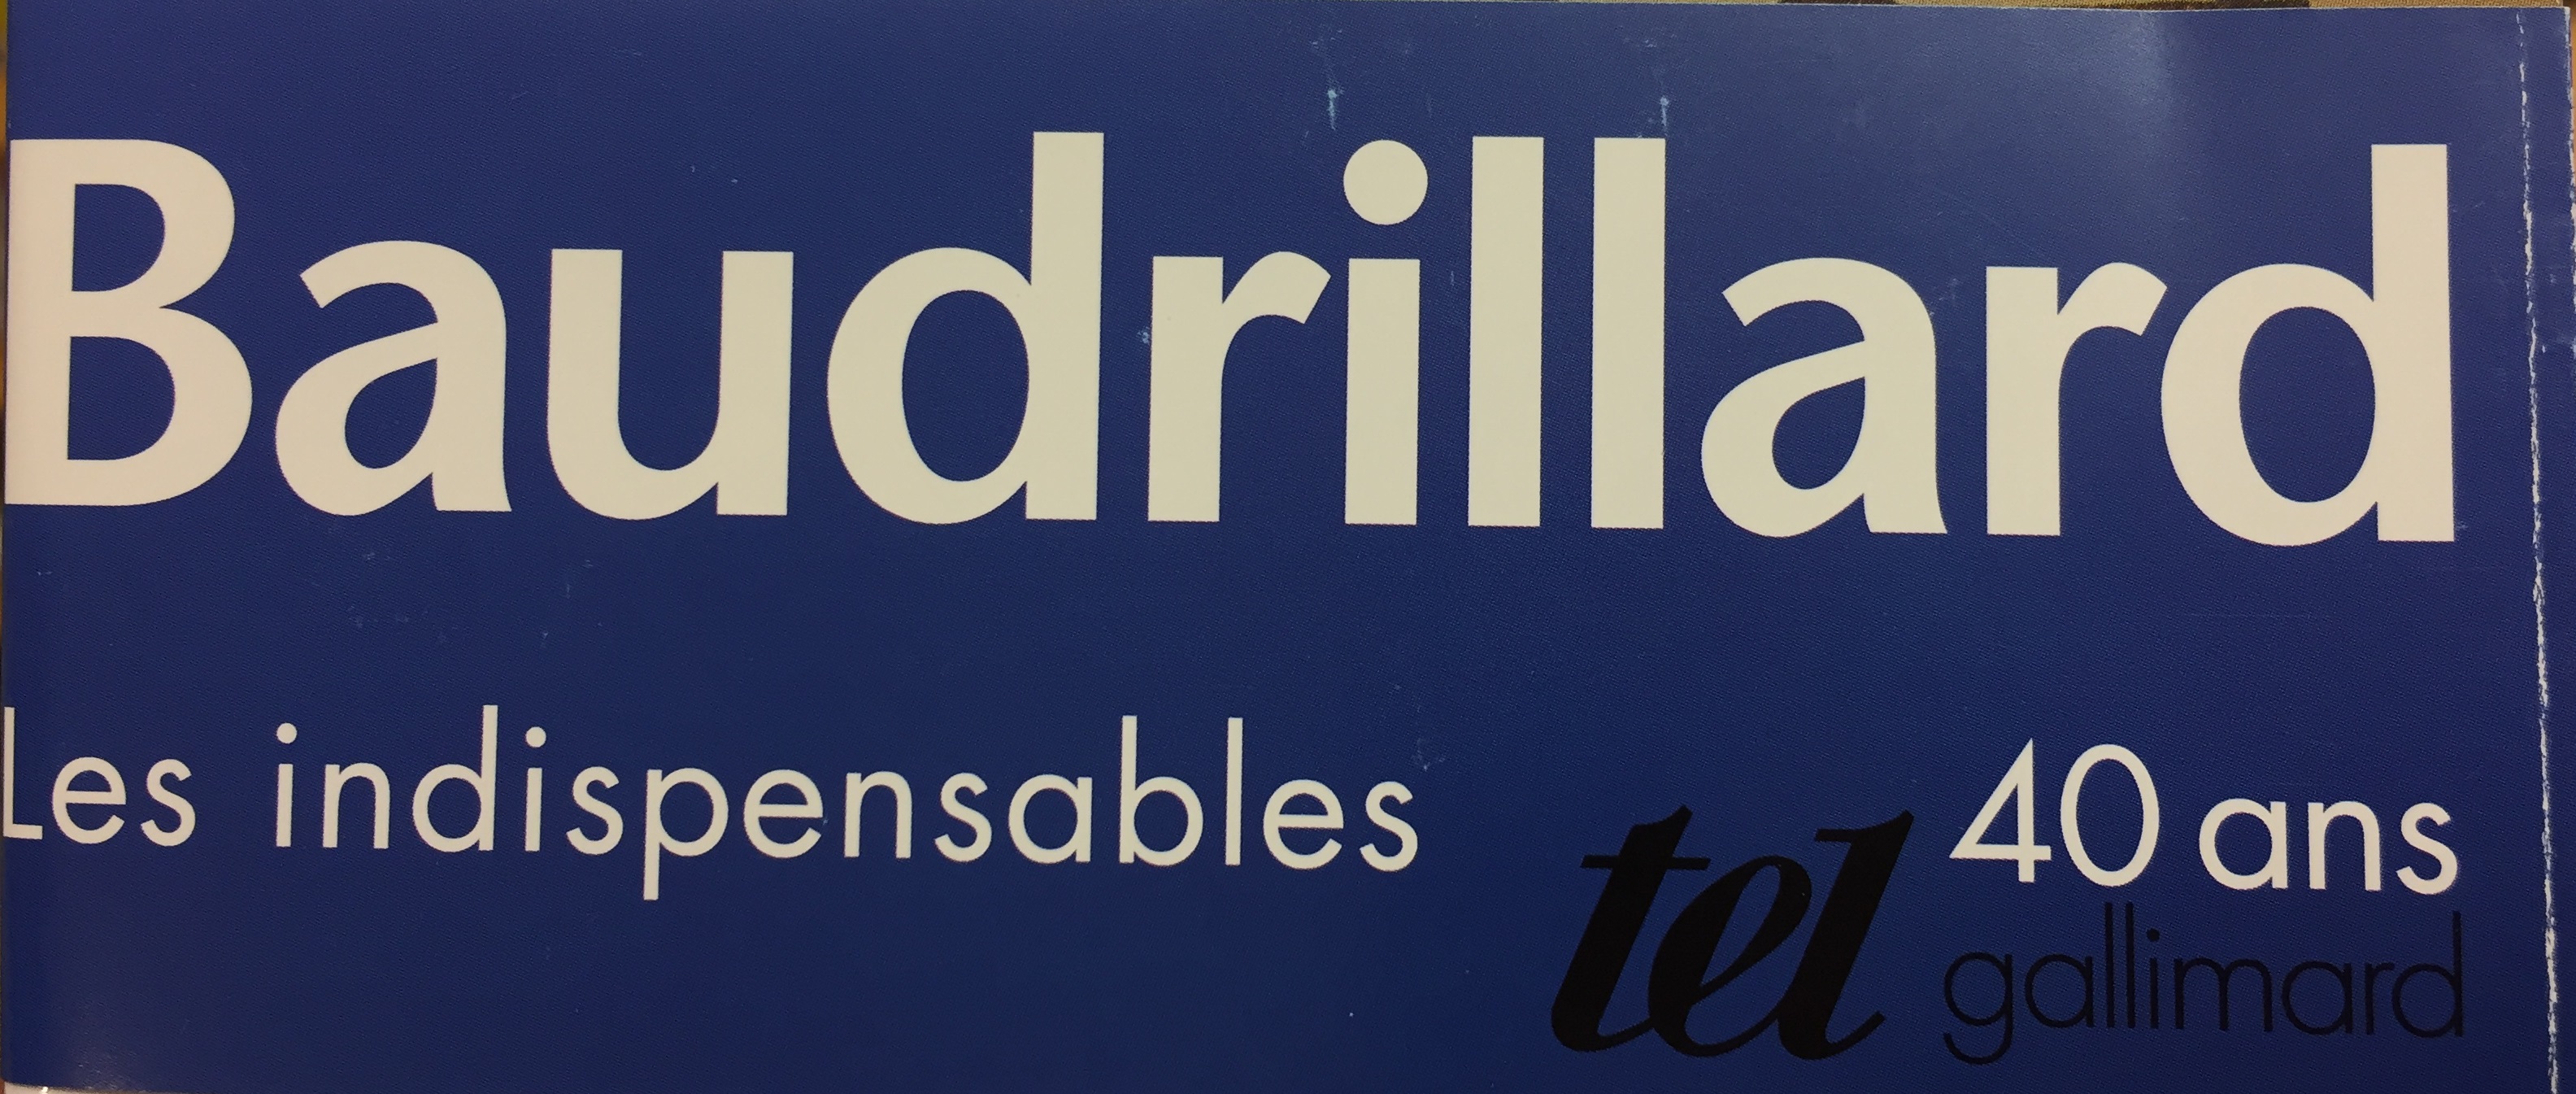 Baudrillard
Les indispensables
tel 40 ans
gallimard